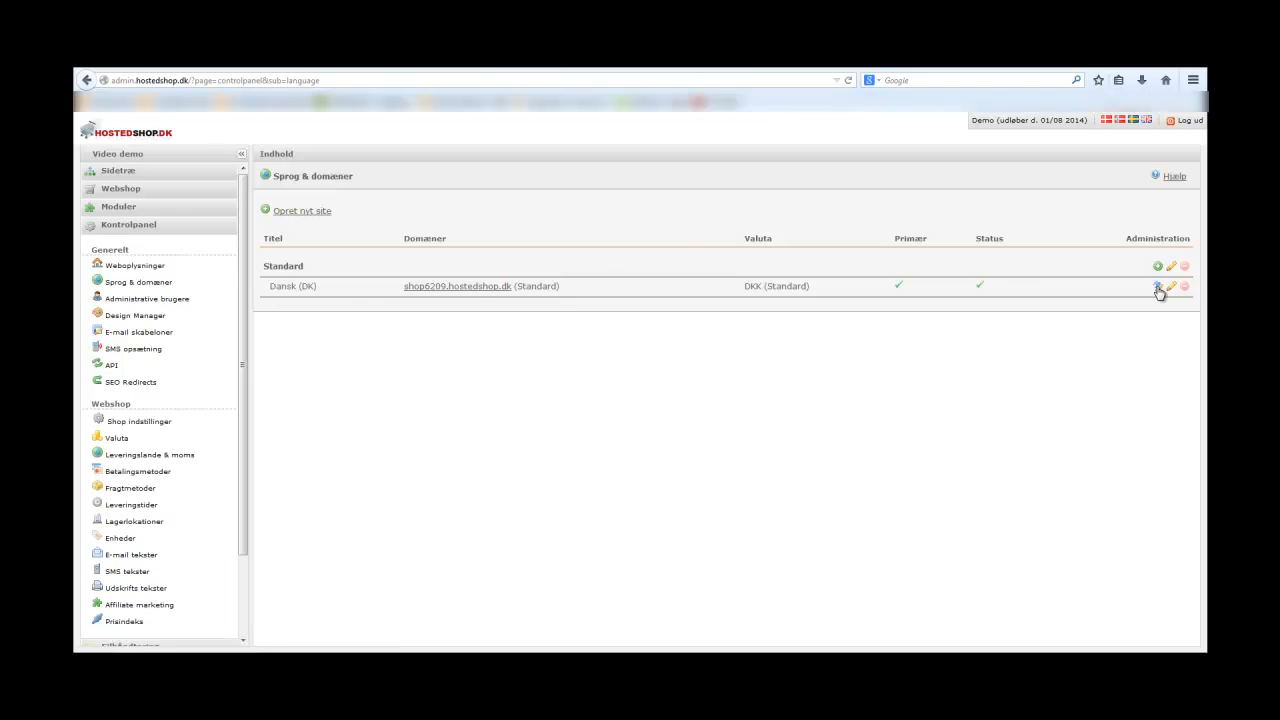 admin.hostedshop.dk/?page=controlpanel&sub=language
Google
HOSTEDSHOP.DK
Demo (udløber d. 01/08 2014)
Log ud
Video demo
Sidetræ
Webshop
Moduler
Kontrolpanel
Generelt
Weboplysninger
Sprog & domæner
Administrative brugere
Design Manager
E-mail skabeloner
SMS opsætning
API
SEO Redirects
Webshop
Shop indstillinger
Valuta
Leveringslande & moms
Betalingsmetoder
Fragtmetoder
Leveringstider
Lagerlokationer
Enheder
E-mail tekster
SMS tekster
Udskrifts tekster
Affiliate marketing
Prisindeks
Indhold
Sprog & domæner
Hjælp
Opret nyt site
Titel Domæner Valuta Primær Status Administration
Standard
Dansk (DK) shop6209.hostedshop.dk (Standard) DKK (Standard)